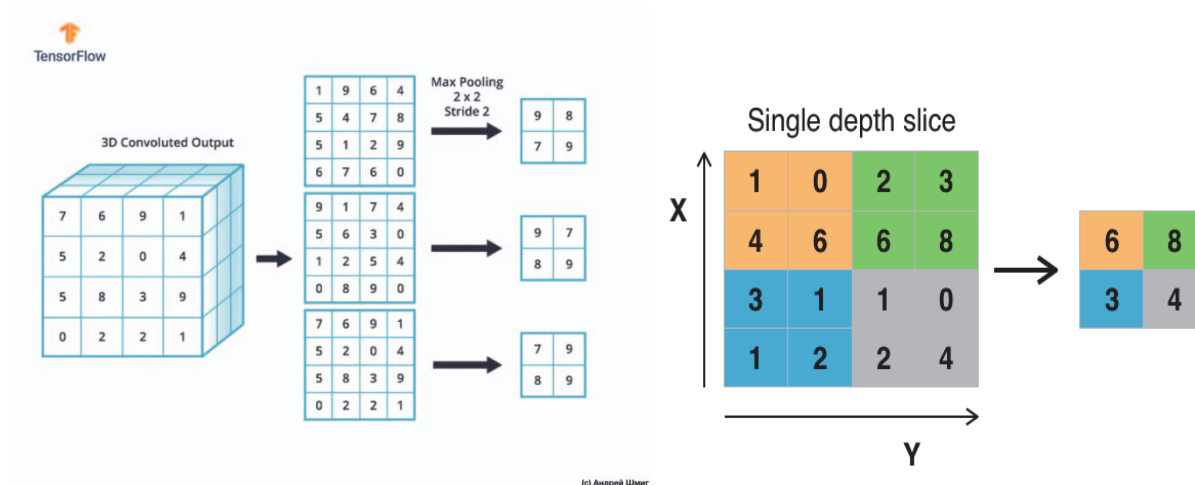 TensorFlow
3D Convoluted Output
7 6 9 1
5 2 0 4
5 8 3 9
0 2 2 1
1 9 6 4
5 4 7 8
5 1 2 9
6 7 6 0
Max Pooling
2 x 2
Stride 2
9 8
7 9
9 1 7 4
5 6 3 0
1 2 5 4
0 8 9 0
9 7
8 9
7 6 9 1
5 2 0 4
5 8 3 9
0 2 2 1
7 9
8 9
(c) Андрей Шмиг
Single depth slice
X
1 0 2 3
4 6 6 8
3 1 1 0
1 2 2 4
Y
6 8
3 4